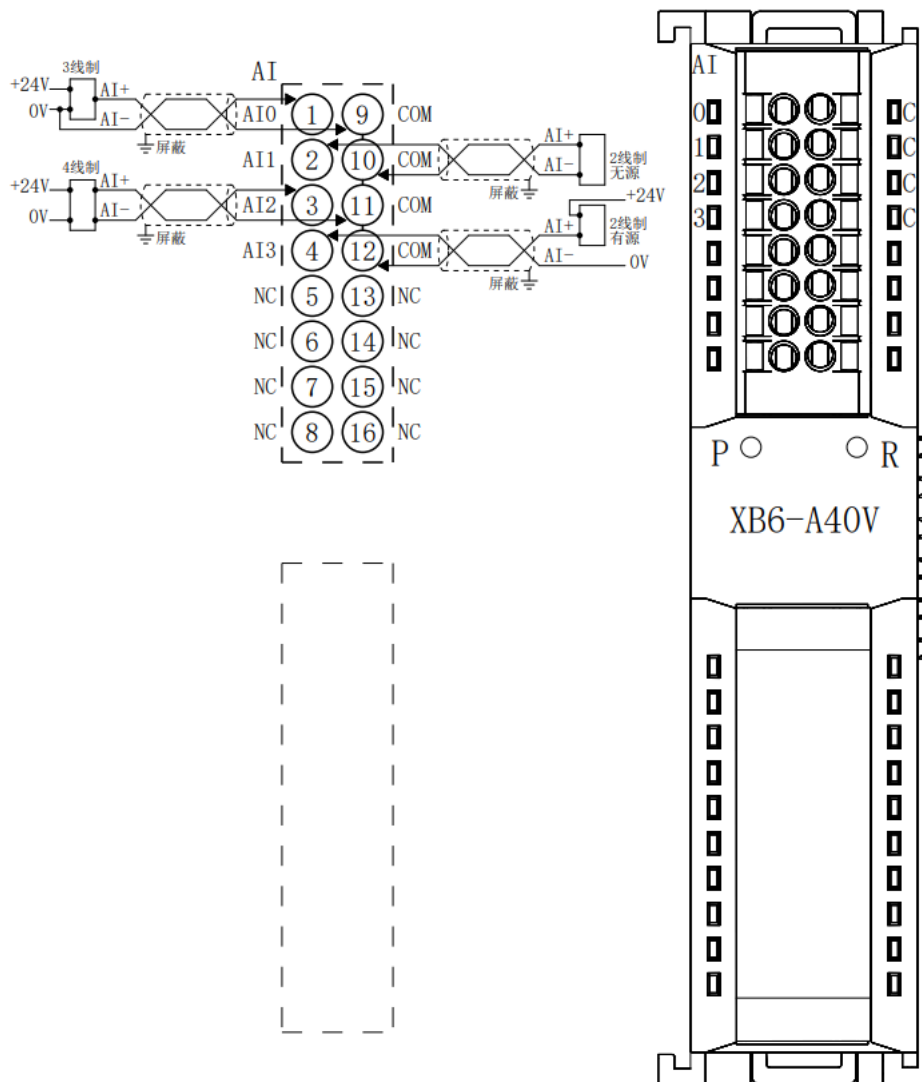 AI
3线制
+24V
0V
AI+
AI-
屏蔽
AI0
1
9
COM
AI1
2
10
COM
AI+
AI-
2线制
无源
屏蔽
4线制
+24V
0V
AI+
AI-
屏蔽
AI2
3
11
COM
AI3
4
12
COM
+24V
AI+
AI-
2线制
有源
0V
屏蔽
NC
5
13
NC
NC
6
14
NC
NC
7
15
NC
NC
8
16
NC
AI
0
C
1
C
2
C
3
C
P
R
XB6-A40V